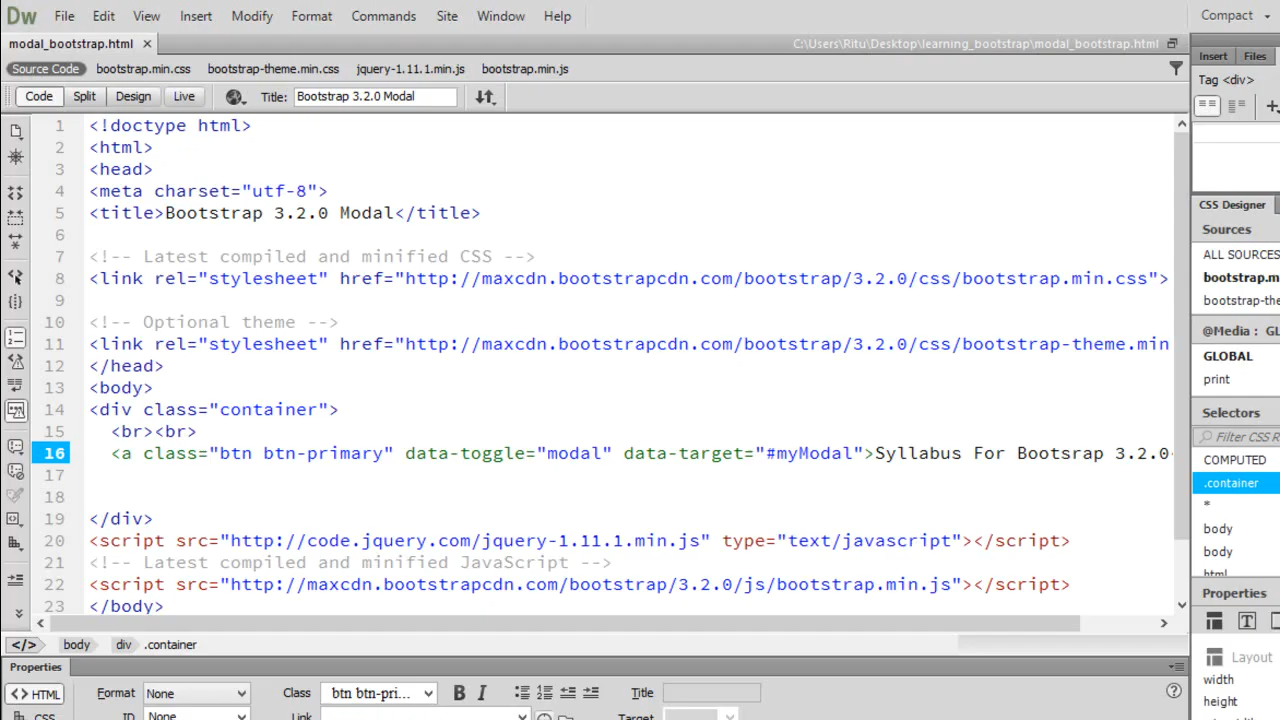 Dw File Edit View Insert Modify Format Commands Site Window Help Compact
modal_bootstrap.html C:\Users\Ritu\Desktop\learning_bootstrap\modal_bootstrap.html
Source Code bootstrap.min.css bootstrap-theme.min.css jquery-1.11.1.min.js bootstrap.min.js
Code Split Design Live Title: Bootstrap 3.2.0 Modal
1 <!doctype html>
2 <html>
3 <head>
4 <meta charset="utf-8">
5 <title>Bootstrap 3.2.0 Modal</title>
6
7 <!-- Latest compiled and minified CSS -->
8 <link rel="stylesheet" href="http://maxcdn.bootstrapcdn.com/bootstrap/3.2.0/css/bootstrap.min.css">
9
10 <!-- Optional theme -->
11 <link rel="stylesheet" href="http://maxcdn.bootstrapcdn.com/bootstrap/3.2.0/css/bootstrap-theme.min
12 </head>
13 <body>
14 <div class="container">
15 <br><br>
16 <a class="btn btn-primary" data-toggle="modal" data-target="#myModal">Syllabus For Bootsrap 3.2.0
17
18
19 </div>
20 <script src="http://code.jquery.com/jquery-1.11.1.min.js" type="text/javascript"></script>
21 <!-- Latest compiled and minified JavaScript -->
22 <script src="http://maxcdn.bootstrapcdn.com/bootstrap/3.2.0/js/bootstrap.min.js"></script>
23 </body>
</> body div .container
Properties
<> HTML Format None Class btn btn-pri... B I Title
CSS ID None Link Target
Insert Files
Tag <div>
CSS Designer
Sources
ALL SOURCES
bootstrap.m
bootstrap-the
@Media : GL
GLOBAL
print
Selectors
Filter CSS R
COMPUTED
.container
*
body
body
html
Properties
T
Layout
width
height